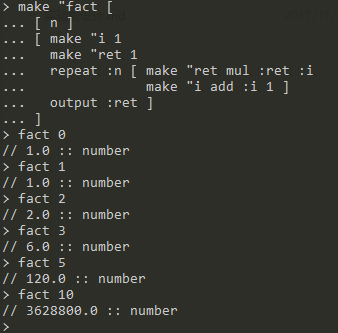 > make "fact [
... [ n ]
... [ make "i 1
...   make "ret 1
...   repeat :n [ make "ret mul :ret :i
...               make "i add :i 1 ]
...   output :ret ]
... ]
> fact 0
// 1.0 :: number
> fact 1
// 1.0 :: number
> fact 2
// 2.0 :: number
> fact 3
// 6.0 :: number
> fact 5
// 120.0 :: number
> fact 10
// 3628800.0 :: number
>